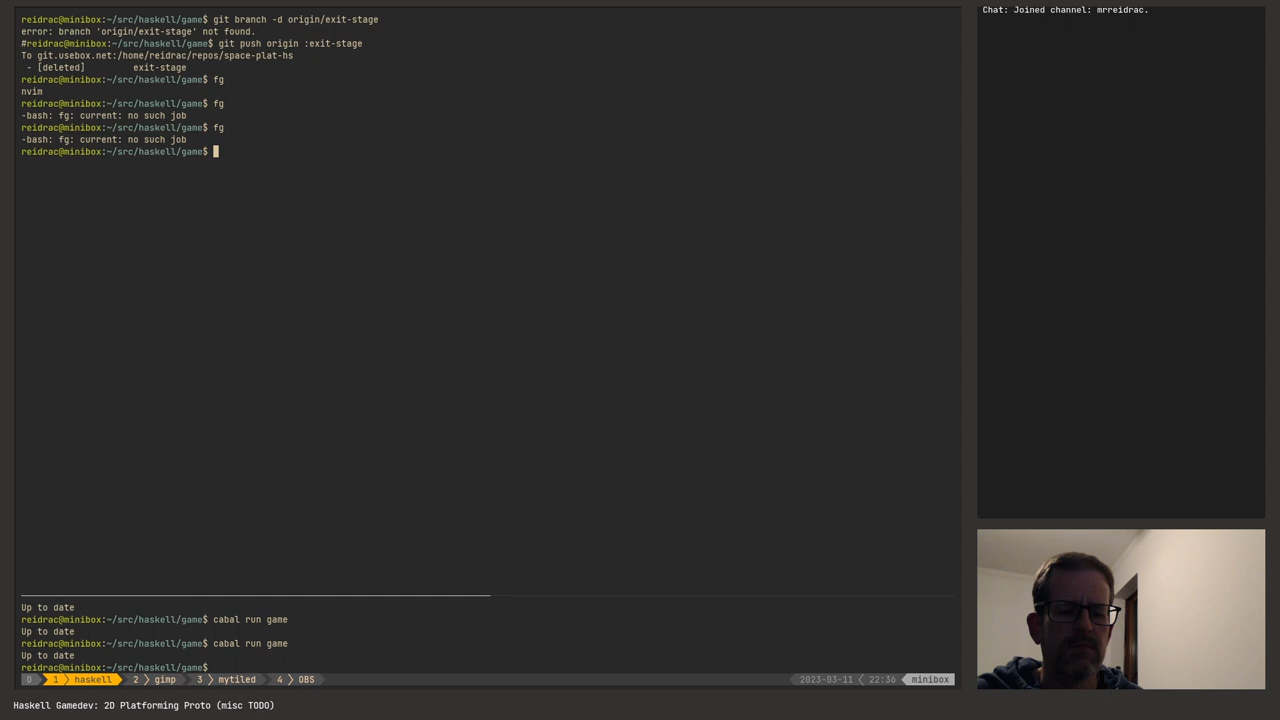 reidrac@minibox:~/src/haskell/game$ git branch -d origin/exit-stage
error: branch 'origin/exit-stage' not found.
#reidrac@minibox:~/src/haskell/game$ git push origin :exit-stage
To git.usebox.net:/home/reidrac/repos/space-plat-hs
 - [deleted]         exit-stage
reidrac@minibox:~/src/haskell/game$ fg
nvim
reidrac@minibox:~/src/haskell/game$ fg
-bash: fg: current: no such job
reidrac@minibox:~/src/haskell/game$ fg
-bash: fg: current: no such job
reidrac@minibox:~/src/haskell/game$
Up to date
reidrac@minibox:~/src/haskell/game$ cabal run game
Up to date
reidrac@minibox:~/src/haskell/game$ cabal run game
Up to date
reidrac@minibox:~/src/haskell/game$
0 1 haskell 2 gimp 3 mytiled 4 OBS 2023-03-11 22:36 minibox
Chat: Joined channel: mrreidrac.
Haskell Gamedev: 2D Platforming Proto (misc TODO)